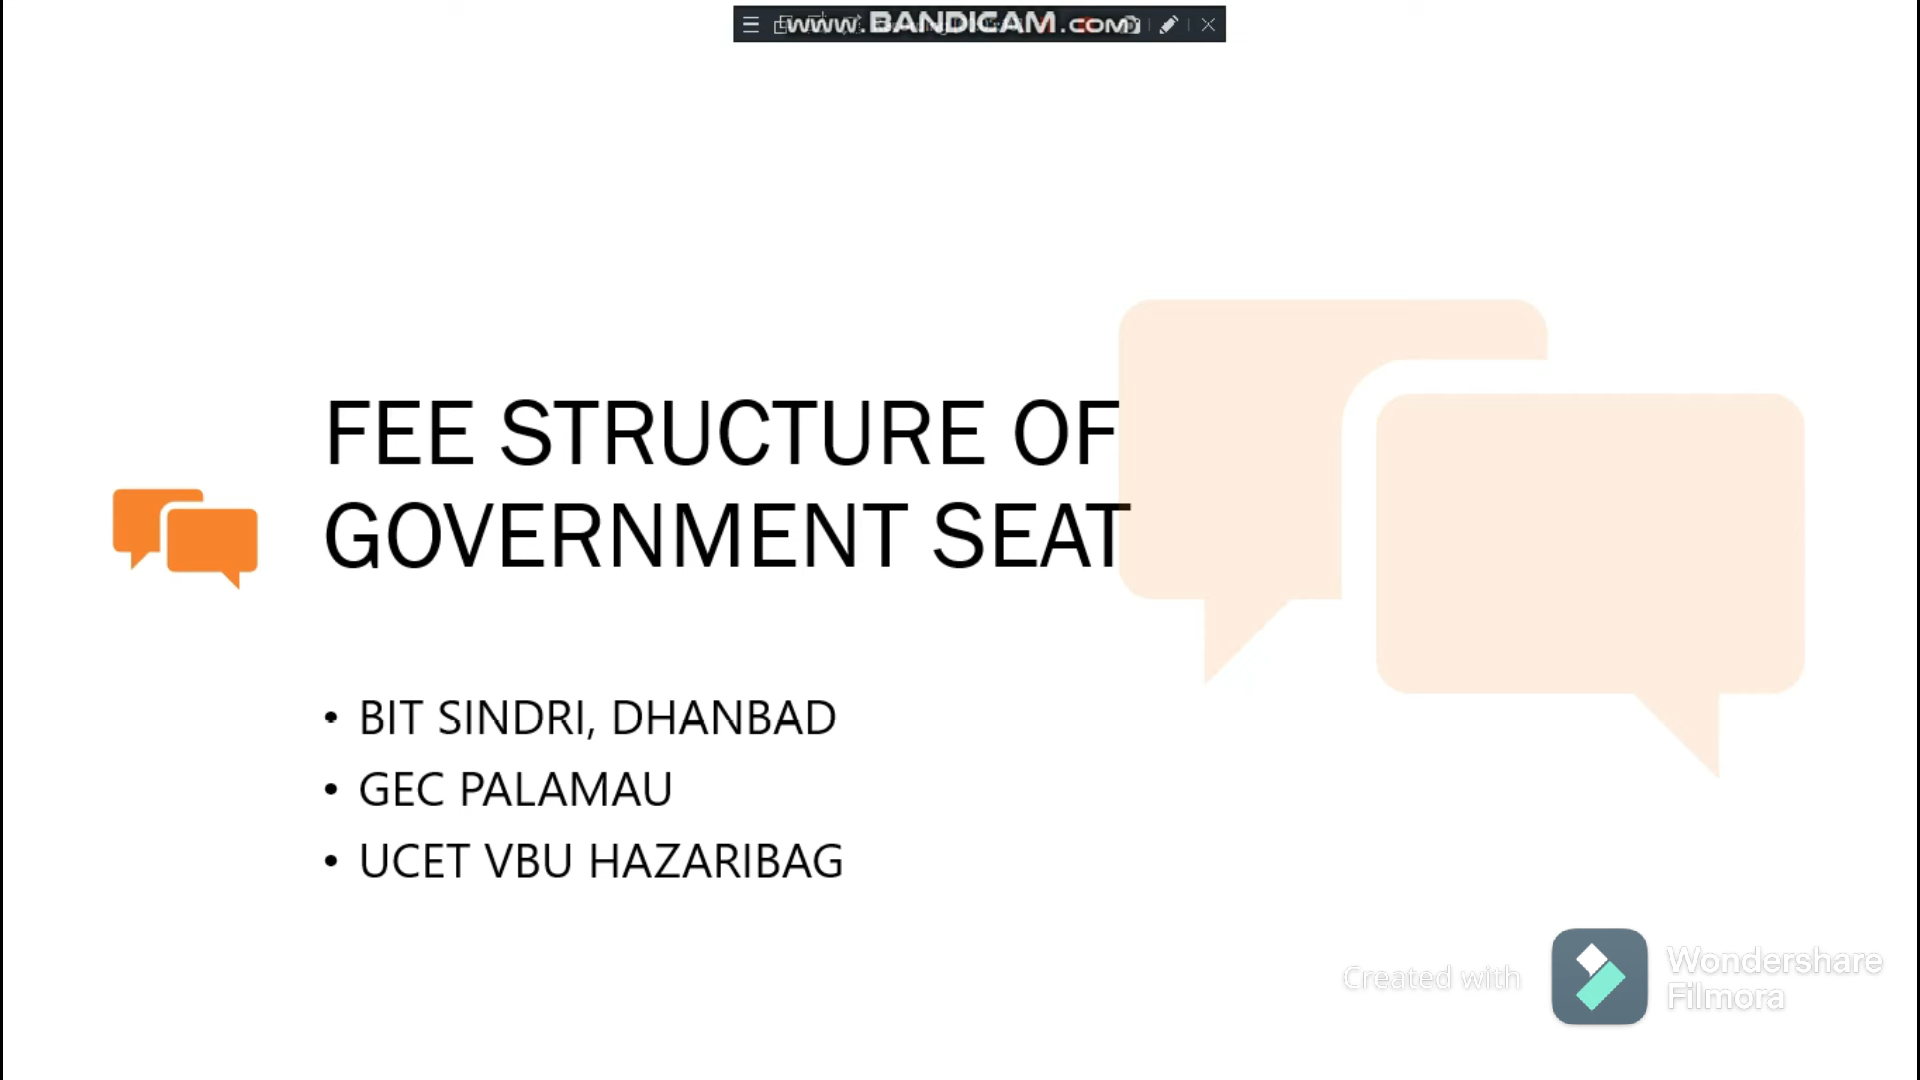 www.BANDICAM.COM
FEE STRUCTURE OF
GOVERNMENT SEAT
• BIT SINDRI, DHANBAD
• GEC PALAMAU
• UCET VBU HAZARIBAG
Created with
Wondershare
Filmora